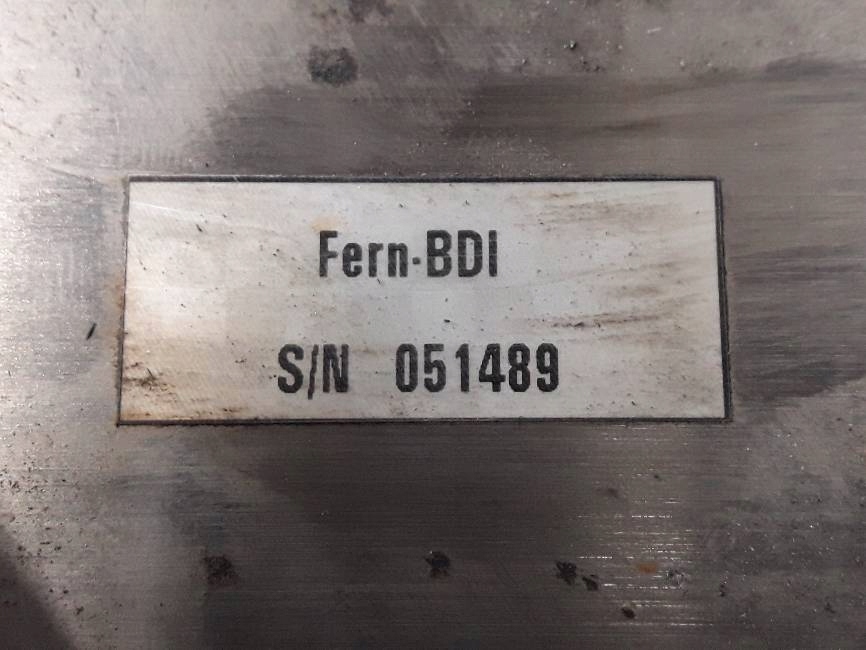 Fern-BDI
S/N 051489